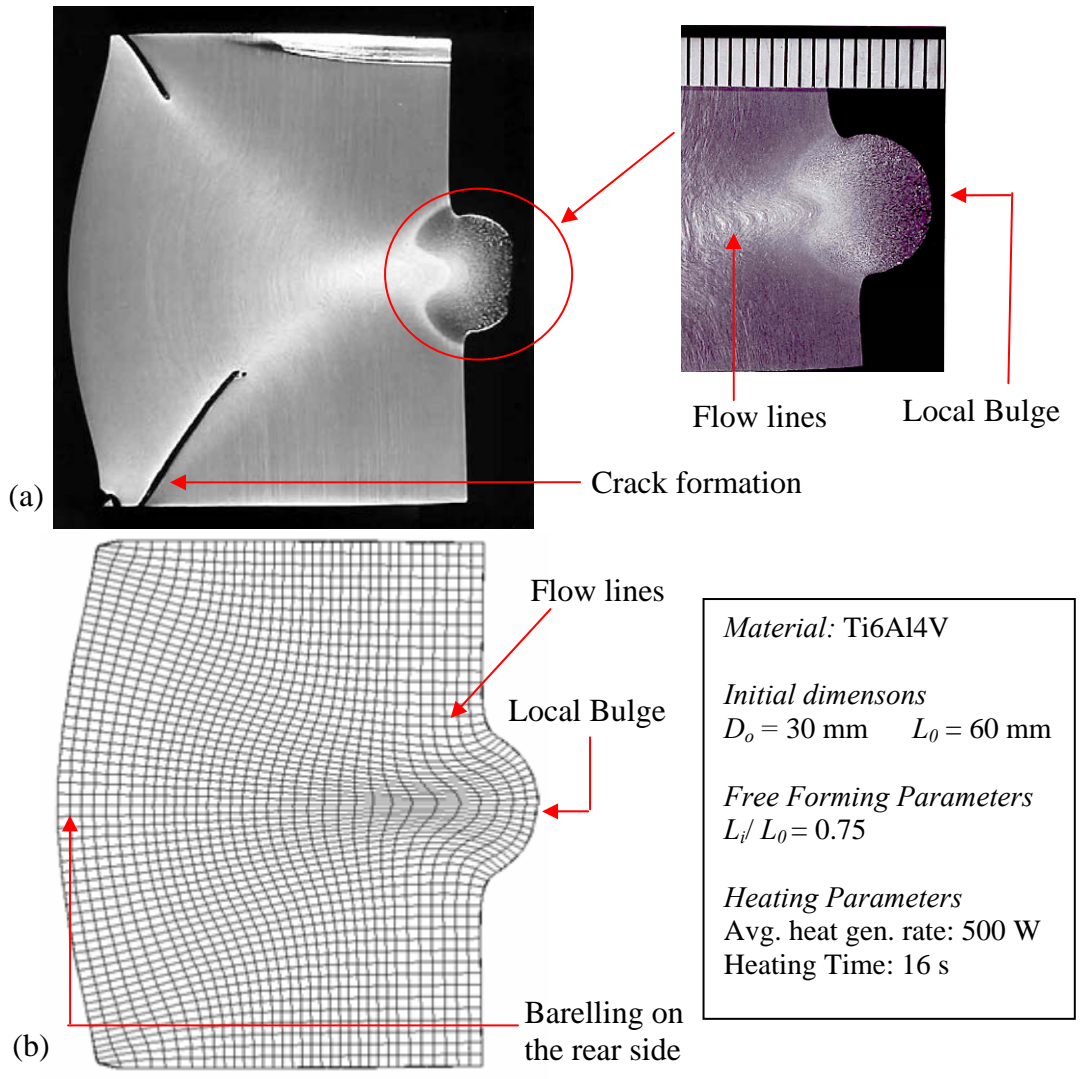 Flow lines
Local Bulge
(a)
Crack formation
Flow lines
Local Bulge
Barelling on
the rear side
(b)
Material: Ti6Al4V
Initial dimensons
Do = 30 mm L0 = 60 mm
Free Forming Parameters
Li/ L0 = 0.75
Heating Parameters
Avg. heat gen. rate: 500 W
Heating Time: 16 s